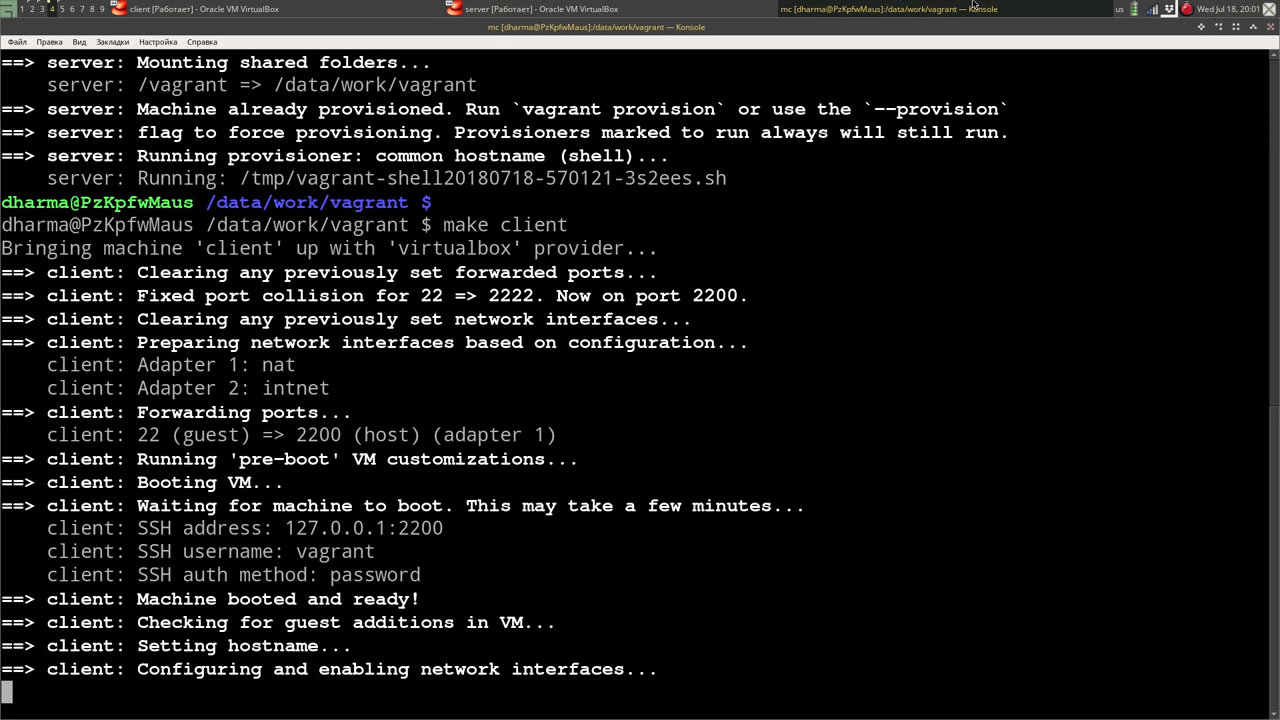 1 2 3 4 5 6 7 8 9 client [Работает] - Oracle VM VirtualBox server [Работает] - Oracle VM VirtualBox mc [dharma@PzKpfwMaus]:/data/work/vagrant — Konsole us Wed Jul 18, 20:01
mc [dharma@PzKpfwMaus]:/data/work/vagrant — Konsole
Файл Правка Вид Закладки Настройка Справка
==> server: Mounting shared folders...
server: /vagrant => /data/work/vagrant
==> server: Machine already provisioned. Run `vagrant provision` or use the `--provision`
==> server: flag to force provisioning. Provisioners marked to run always will still run.
==> server: Running provisioner: common hostname (shell)...
server: Running: /tmp/vagrant-shell20180718-570121-3s2ees.sh
dharma@PzKpfwMaus /data/work/vagrant $
dharma@PzKpfwMaus /data/work/vagrant $ make client
Bringing machine 'client' up with 'virtualbox' provider...
==> client: Clearing any previously set forwarded ports...
==> client: Fixed port collision for 22 => 2222. Now on port 2200.
==> client: Clearing any previously set network interfaces...
==> client: Preparing network interfaces based on configuration...
client: Adapter 1: nat
client: Adapter 2: intnet
==> client: Forwarding ports...
client: 22 (guest) => 2200 (host) (adapter 1)
==> client: Running 'pre-boot' VM customizations...
==> client: Booting VM...
==> client: Waiting for machine to boot. This may take a few minutes...
client: SSH address: 127.0.0.1:2200
client: SSH username: vagrant
client: SSH auth method: password
==> client: Machine booted and ready!
==> client: Checking for guest additions in VM...
==> client: Setting hostname...
==> client: Configuring and enabling network interfaces...